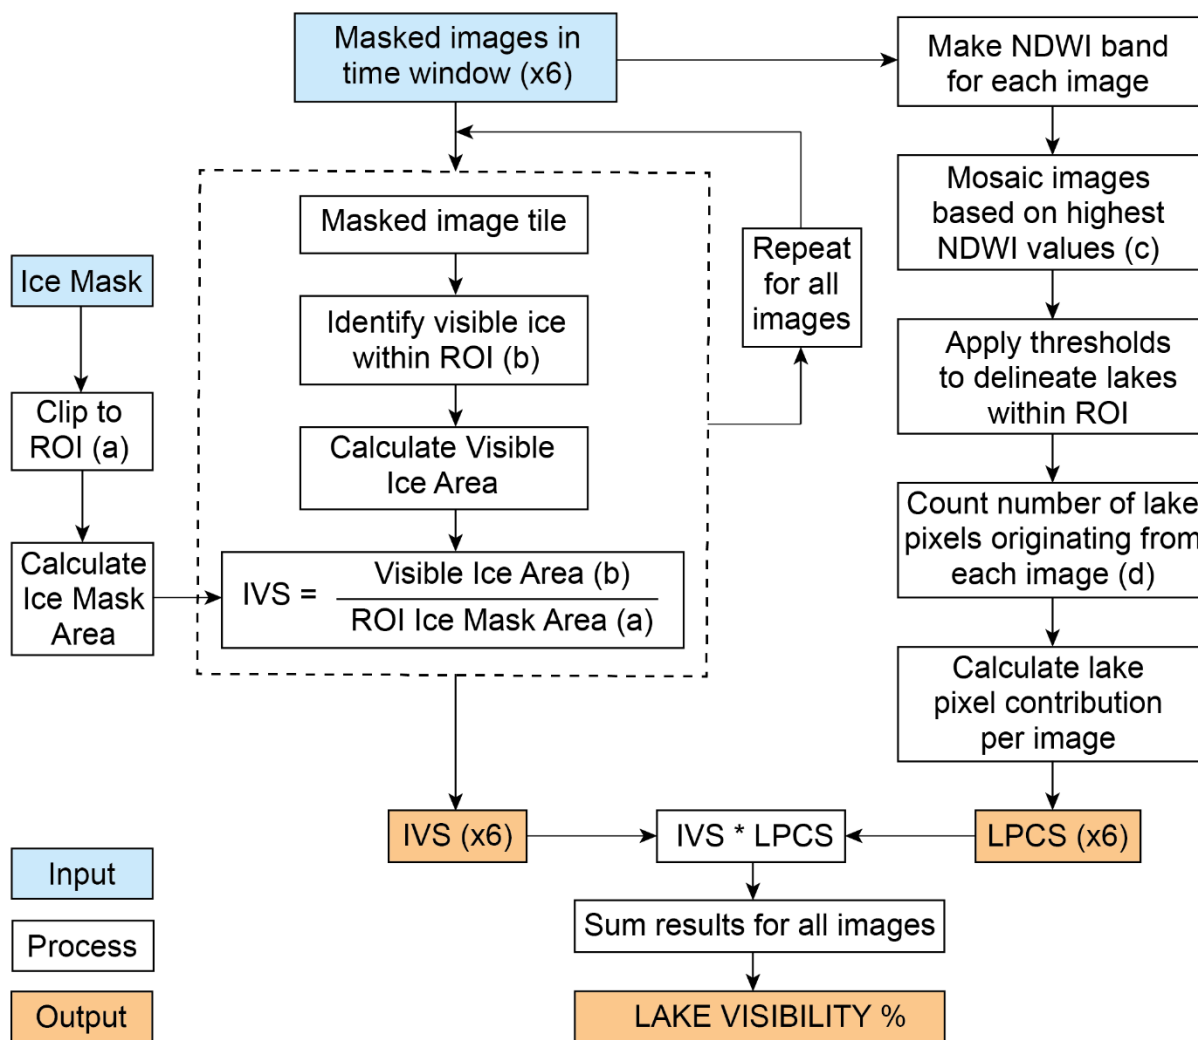 Masked images in
time window (x6)
Make NDWI band
for each image
Masked image tile
Mosaic images
based on highest
NDWI values (c)
Repeat
for all
images
Ice Mask
Identify visible ice
within ROI (b)
Apply thresholds
to delineate lakes
within ROI
Clip to
ROI (a)
Calculate Visible
Ice Area
Count number of lake
pixels originating from
each image (d)
Calculate
Ice Mask
Area
IVS =
Visible Ice Area (b)
ROI Ice Mask Area (a)
Calculate lake
pixel contribution
per image
IVS (x6)
IVS * LPCS
LPCS (x6)
Input
Sum results for all images
Process
LAKE VISIBILITY %
Output